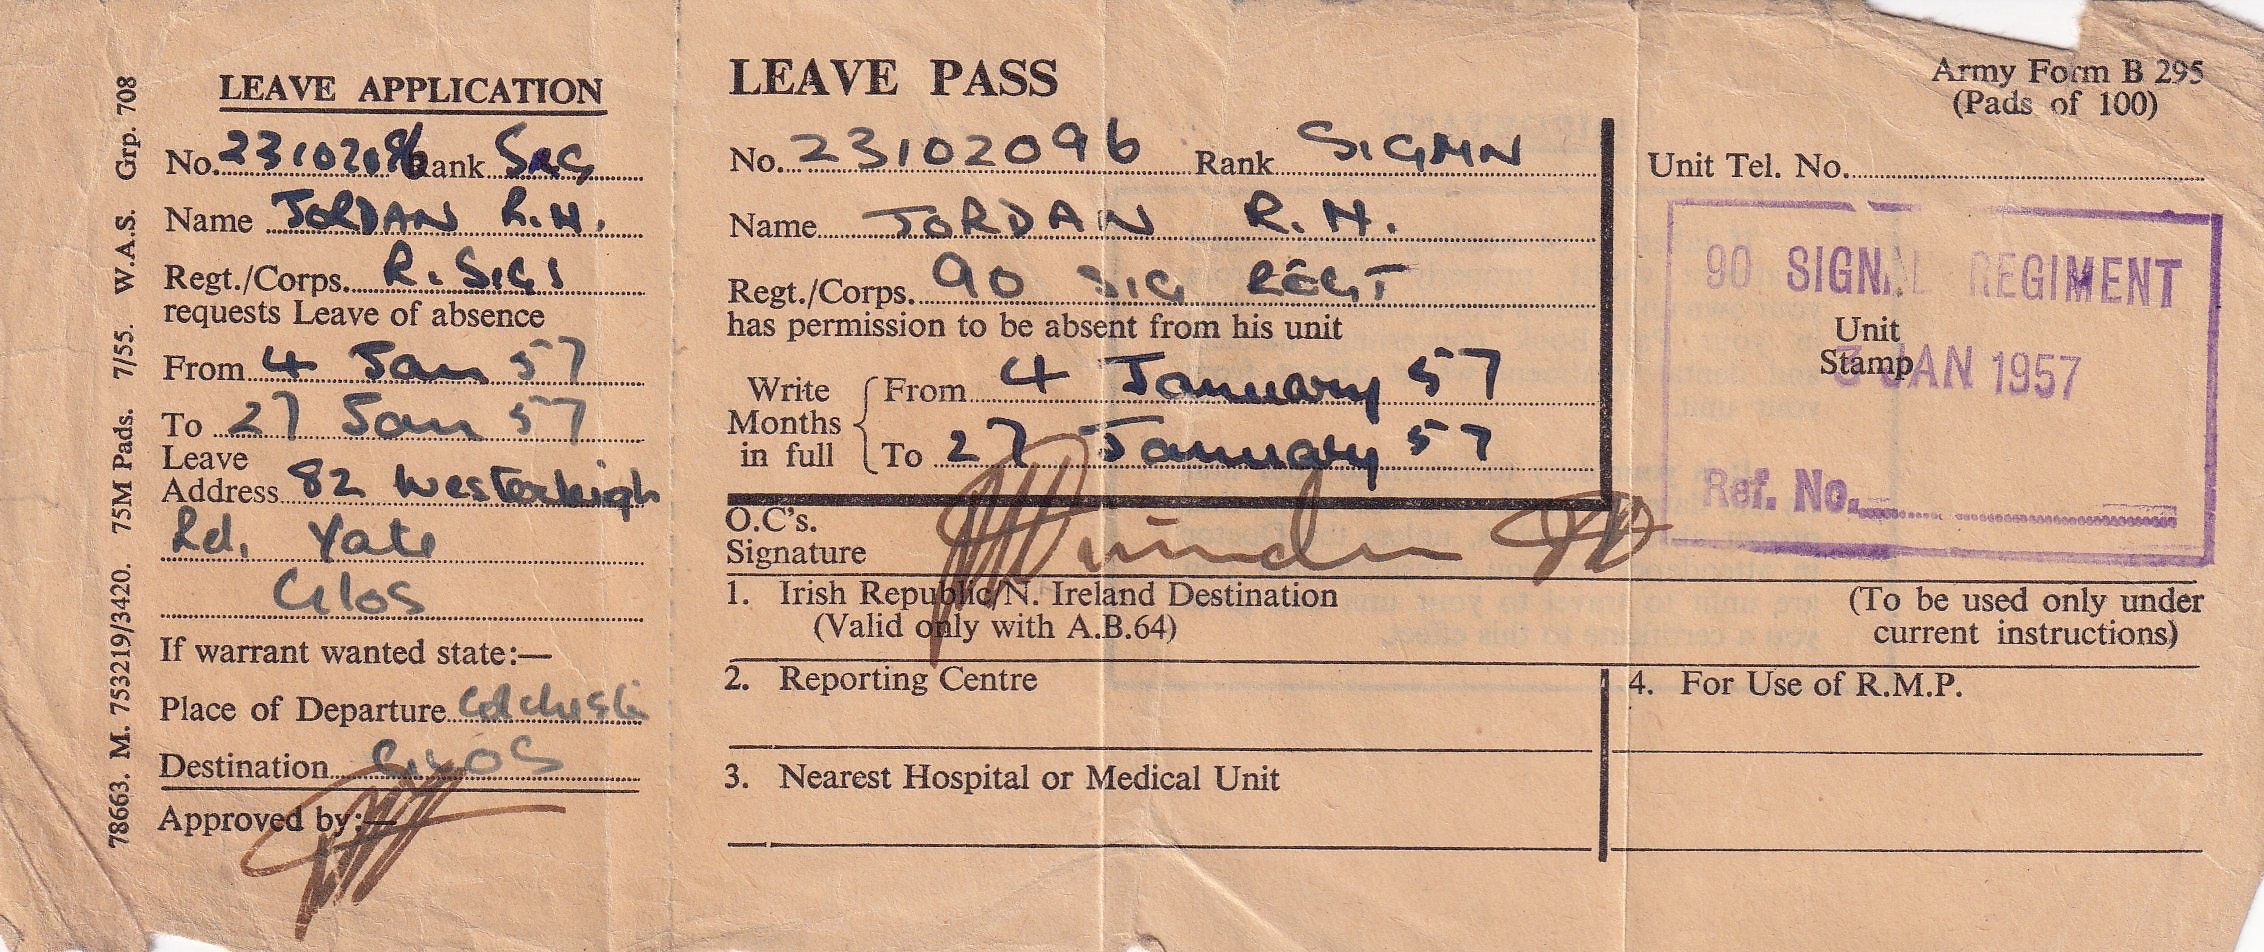 78663. M. 753219/3420. 75M Pads. 7/55. W.A.S. Grp. 708
LEAVE APPLICATION
No. 23102096 Rank SIG
Name JORDAN R.H.
Regt./Corps. R. SIGS
requests Leave of absence
From 4 Jan 57
To 27 Jan 57
Leave
Address 82 Westerleigh
Rd. Yate
Glos
If warrant wanted state:—
Place of Departure Colchester
Destination GLOS
Approved by:—
LEAVE PASS
No. 23102096 Rank SIGMN
Name JORDAN R.H.
Regt./Corps. 90 SIG REGT
has permission to be absent from his unit
Write Months in full
From 4 January 57
To 27 January 57
O.C's.
Signature
Army Form B 295
(Pads of 100)
Unit Tel. No.
90 SIGNAL REGIMENT
Unit
Stamp
3 JAN 1957
Ref. No.
1. Irish Republic/N. Ireland Destination (To be used only under
(Valid only with A.B.64) current instructions)
2. Reporting Centre
4. For Use of R.M.P.
3. Nearest Hospital or Medical Unit